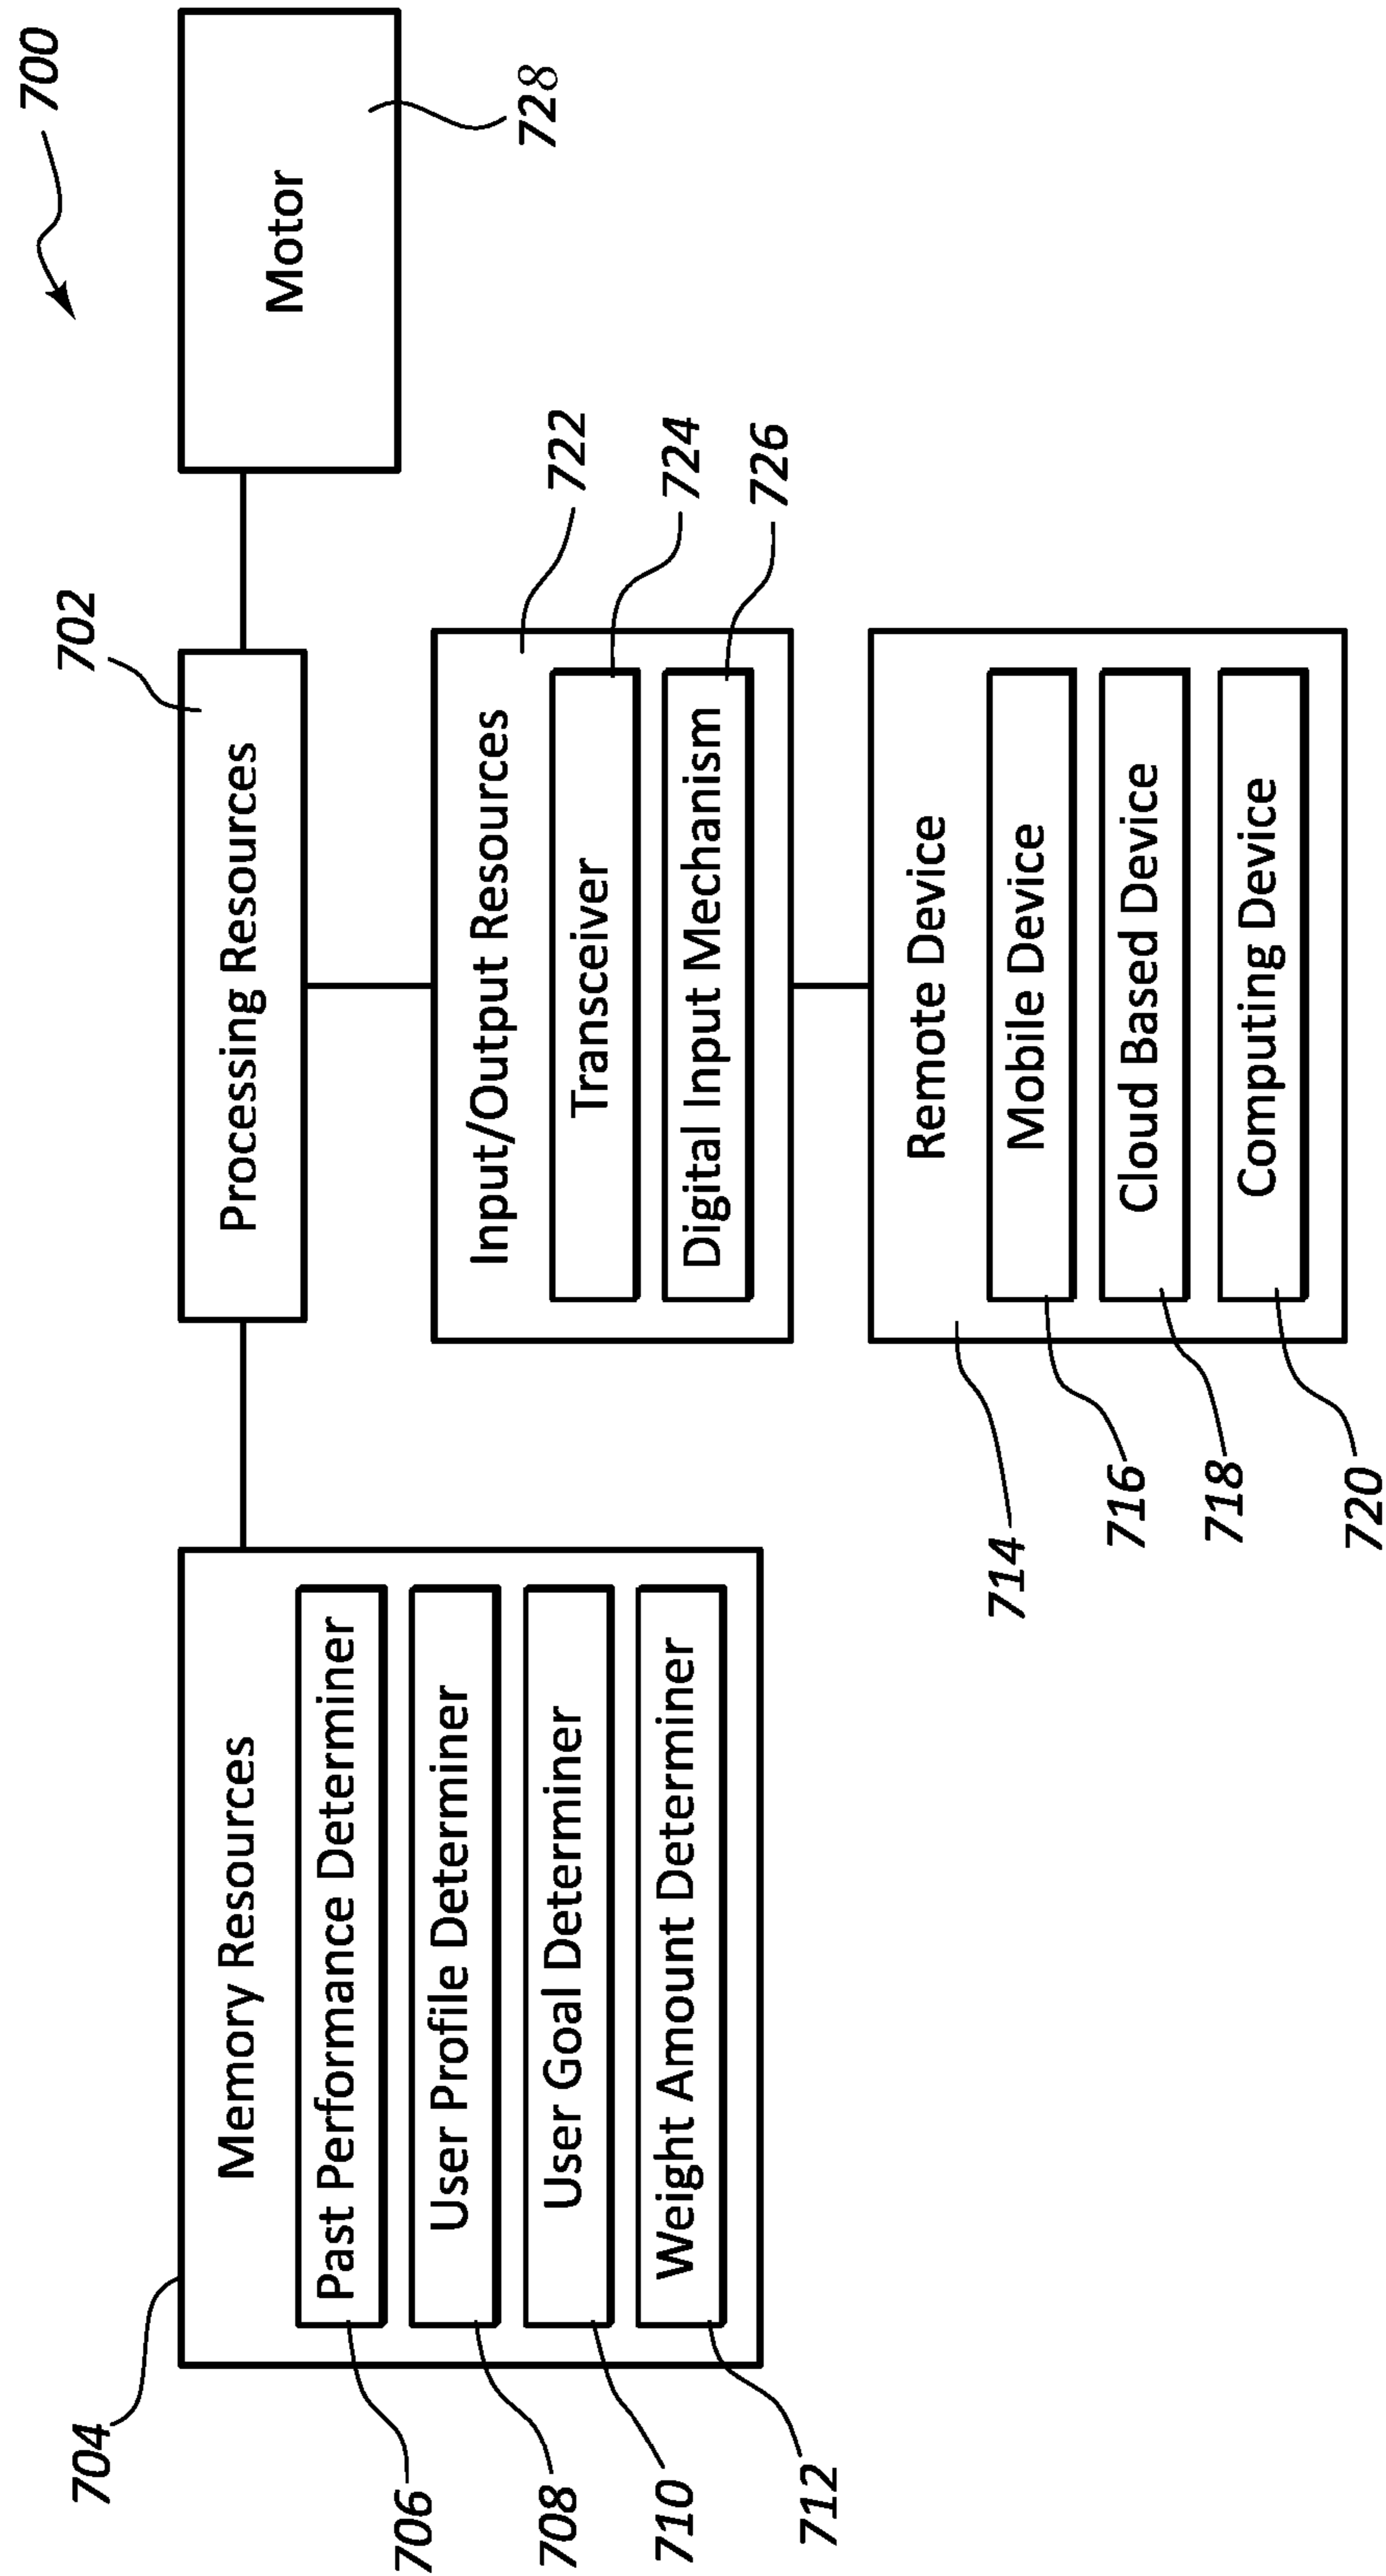 700
704
Memory Resources
706
Past Performance Determiner
708
User Profile Determiner
710
User Goal Determiner
712
Weight Amount Determiner
702
Processing Resources
Motor
728
Input/Output Resources
722
Transceiver
724
Digital Input Mechanism
726
714
Remote Device
716
Mobile Device
718
Cloud Based Device
720
Computing Device